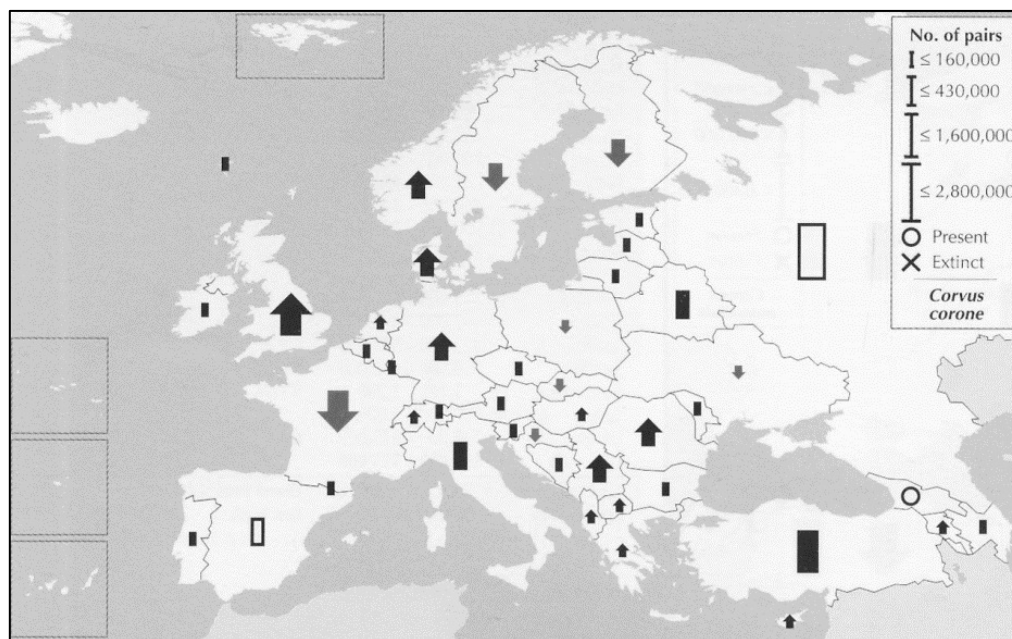 No. of pairs
≤ 160,000
≤ 430,000
≤ 1,600,000
≤ 2,800,000
Present
Extinct
Corvus
corone